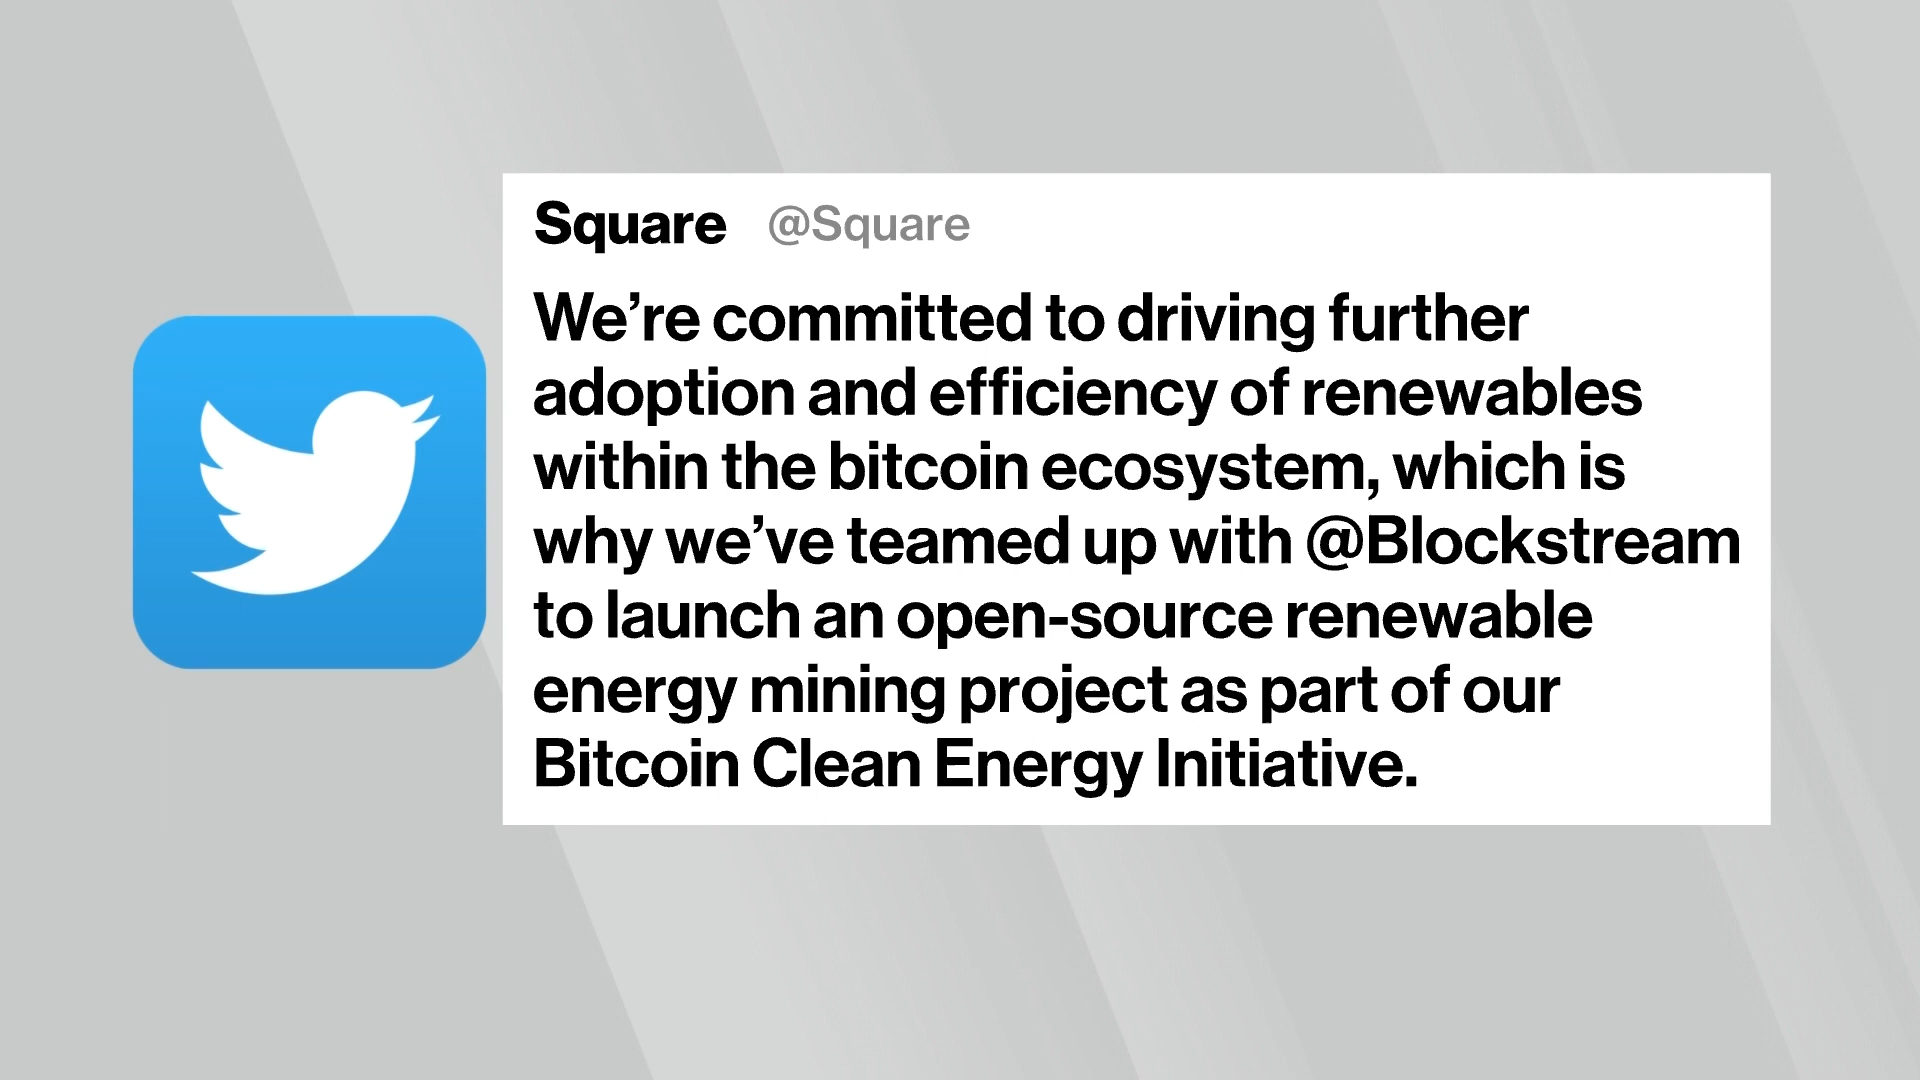 Square @Square
We’re committed to driving further
adoption and efficiency of renewables
within the bitcoin ecosystem, which is
why we’ve teamed up with @Blockstream
to launch an open-source renewable
energy mining project as part of our
Bitcoin Clean Energy Initiative.